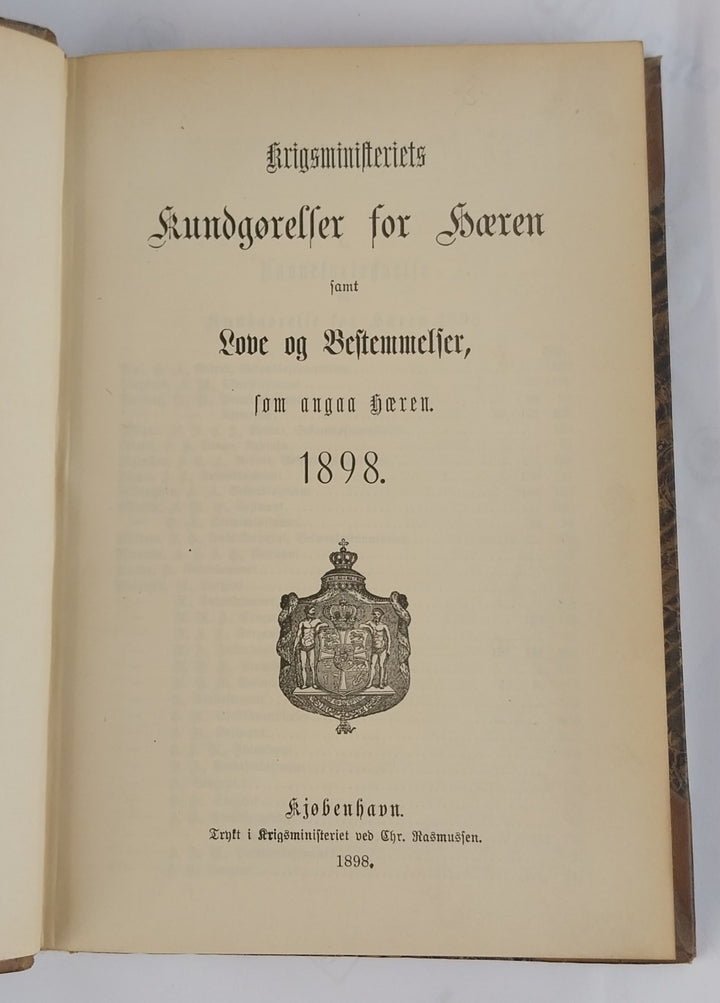 Krigsministeriets
Kundgørelser for Hæren
samt
Love og Bestemmelser,
som angaa Hæren.
1898.
Kjøbenhavn.
Trykt i Krigsministeriet ved Chr. Rasmussen.
1898.